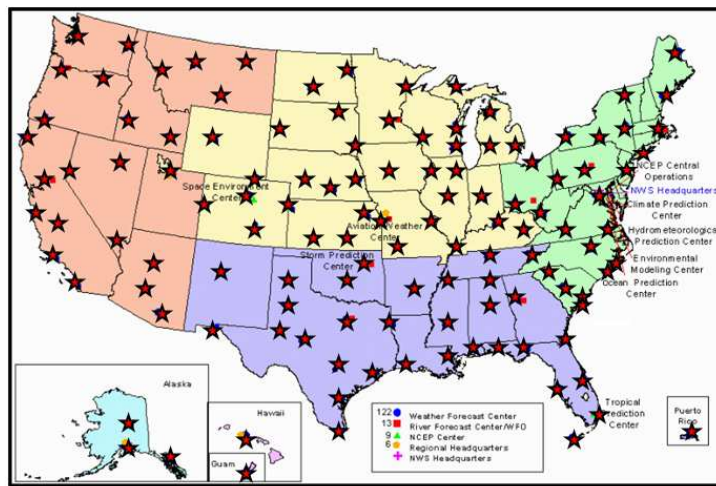 NCEP Central
Operations
NWS Headquarters
Climate Prediction
Center
Hydrometeorological
Prediction Center
Environmental
Modeling Center
Ocean Prediction
Center
Space Environment
Center
Aviation Weather
Center
Storm Prediction
Center
Tropical
Prediction
Center
Alaska
Hawaii
Guam
Puerto
Rico
122 Weather Forecast Center
13 River Forecast Center/WFO
9 NCEP Center
6 Regional Headquarters
NWS Headquarters